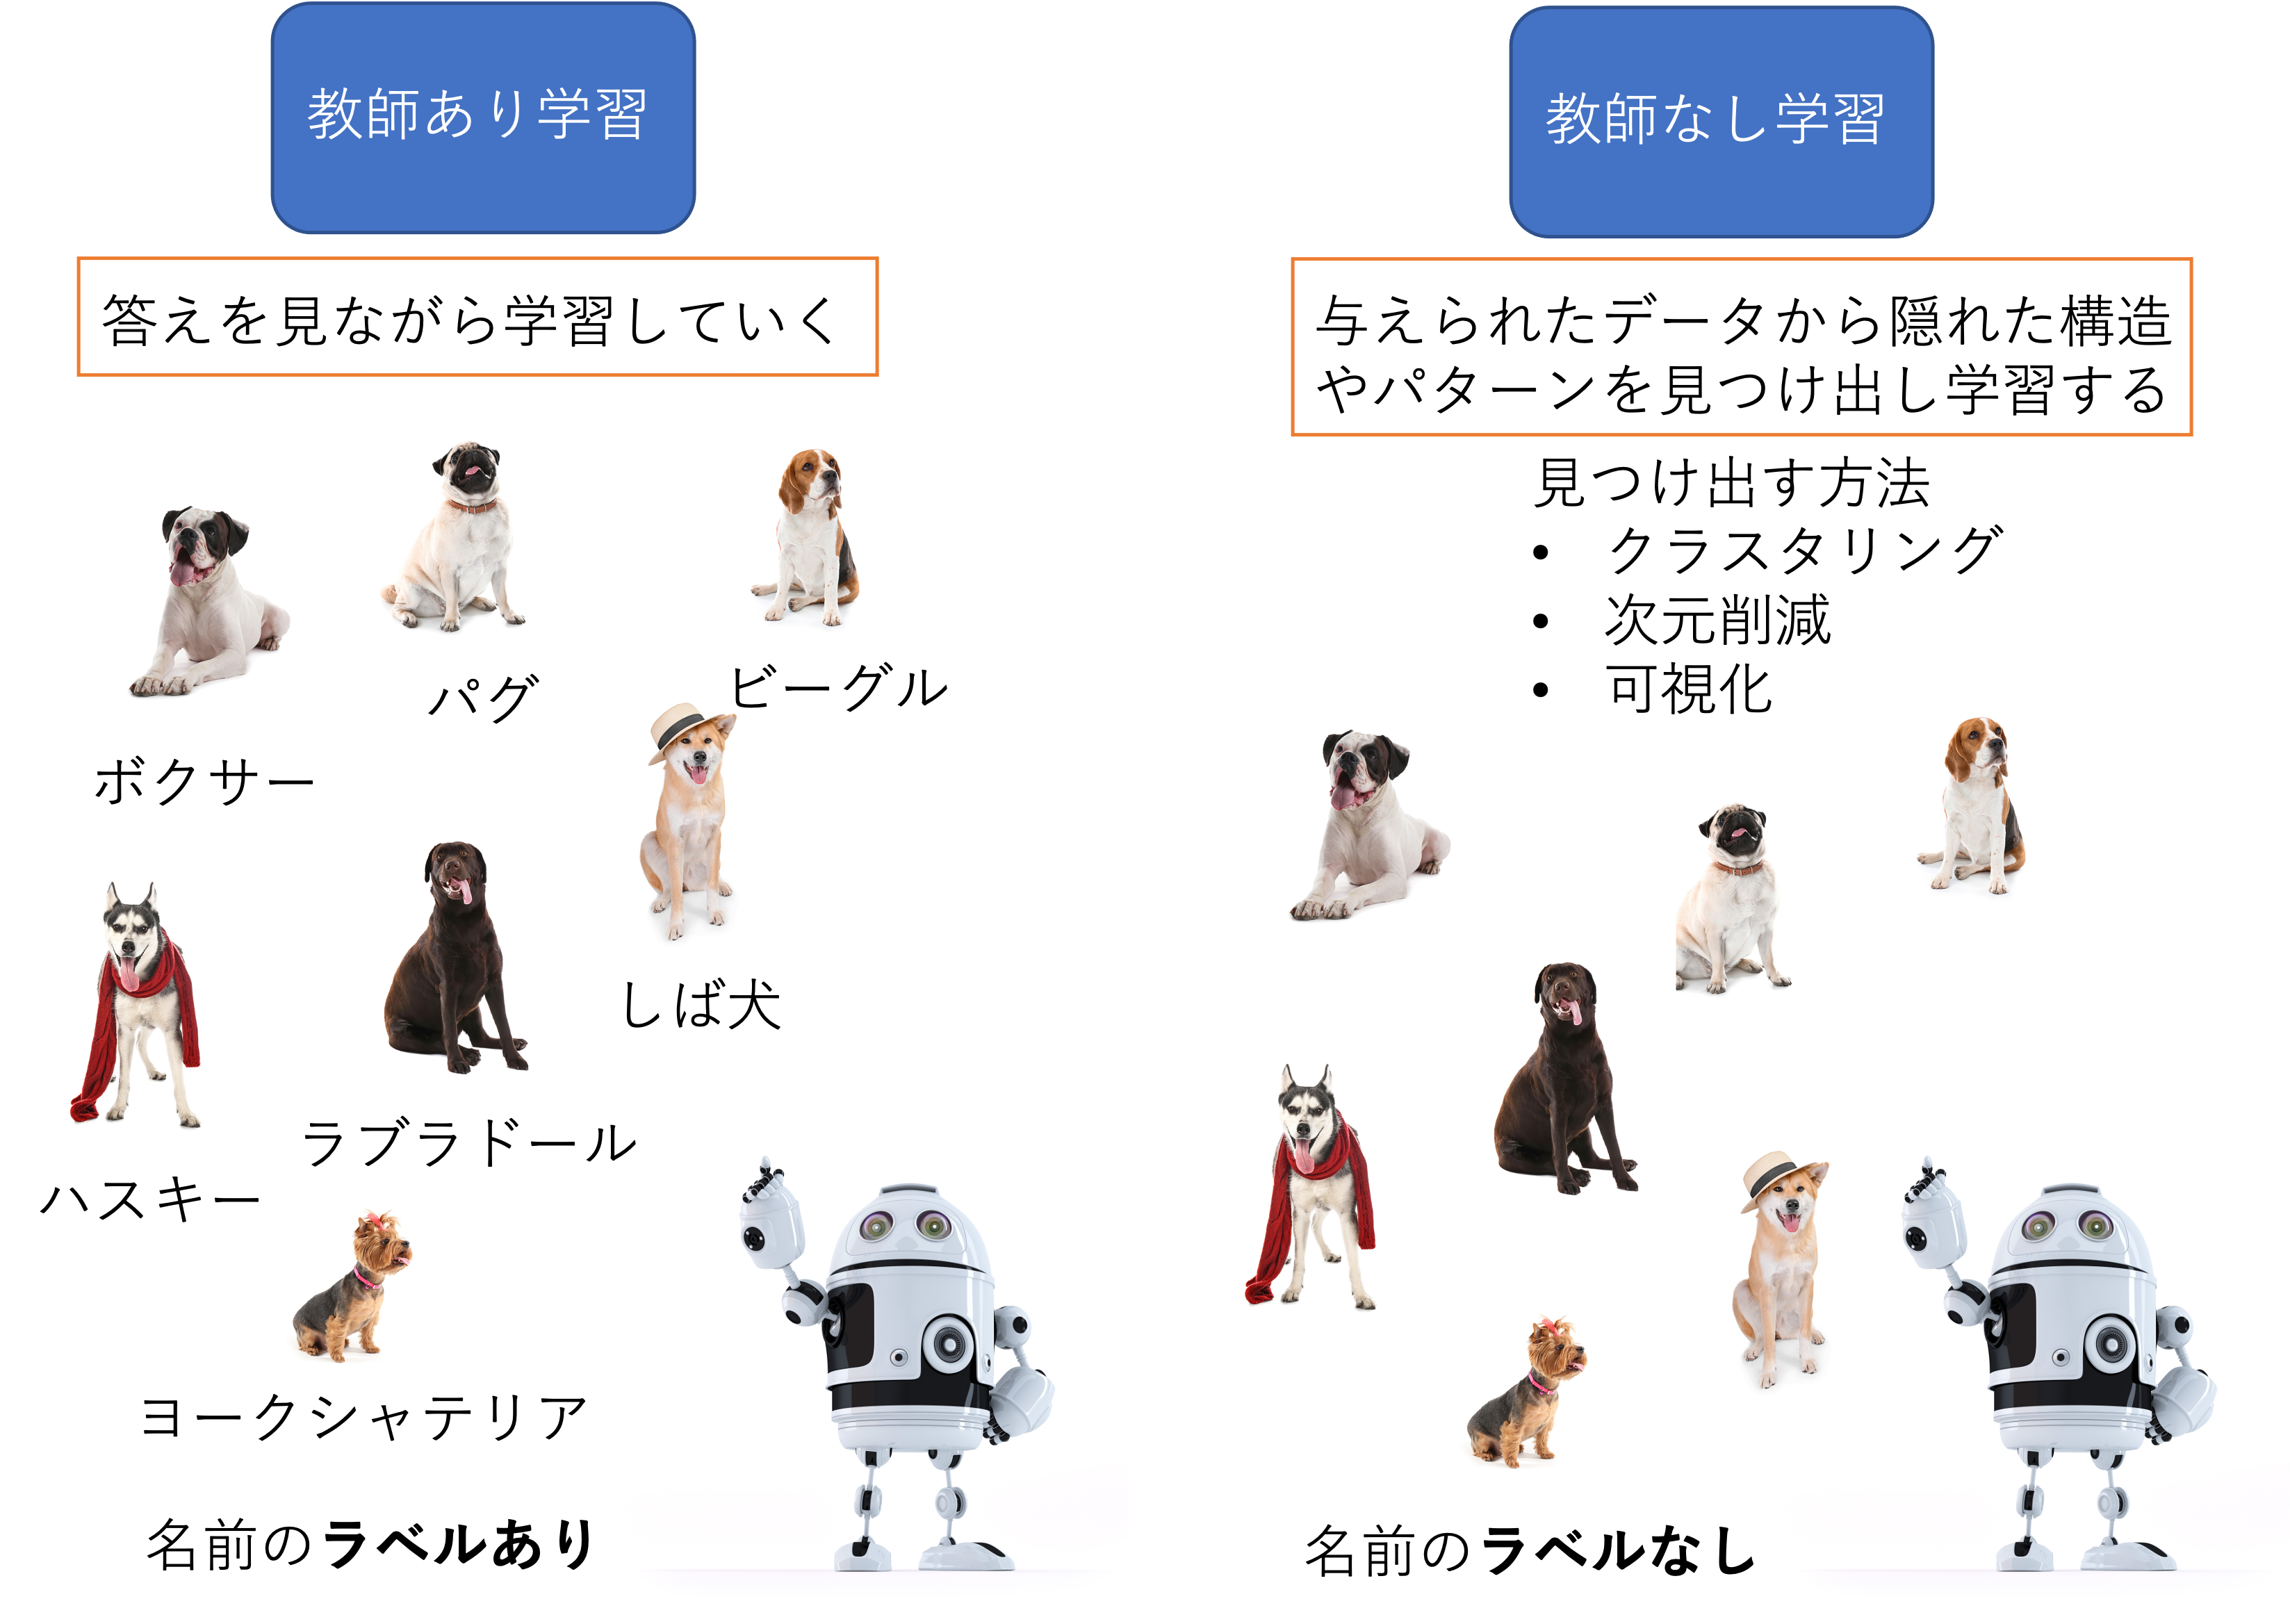 教師あり学習
答えを見ながら学習していく
パグ
ビーグル
ボクサー
しば犬
ラブラドール
ハスキー
ヨークシャテリア
名前のラベルあり
教師なし学習
与えられたデータから隠れた構造
やパターンを見つけ出し学習する
見つけ出す方法
• クラスタリング
• 次元削減
• 可視化
名前のラベルなし